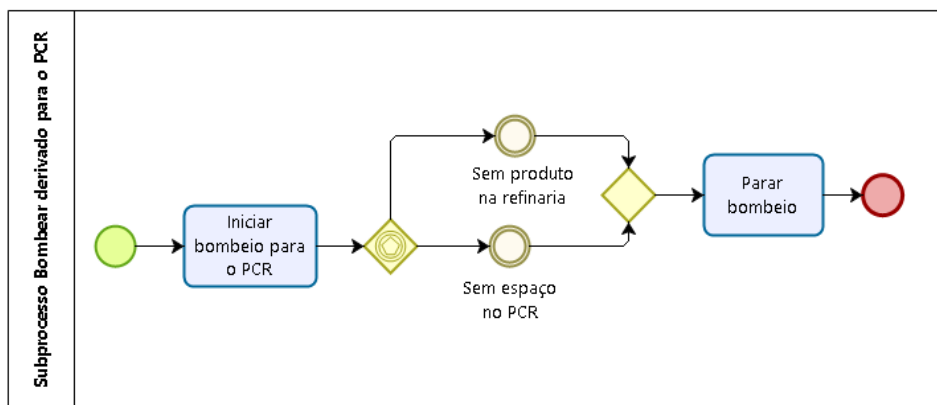 Subprocesso Bombear derivado para o PCR
Iniciar
bombeio para
o PCR
Sem produto
na refinaria
Sem espaço
no PCR
Parar
bombeio